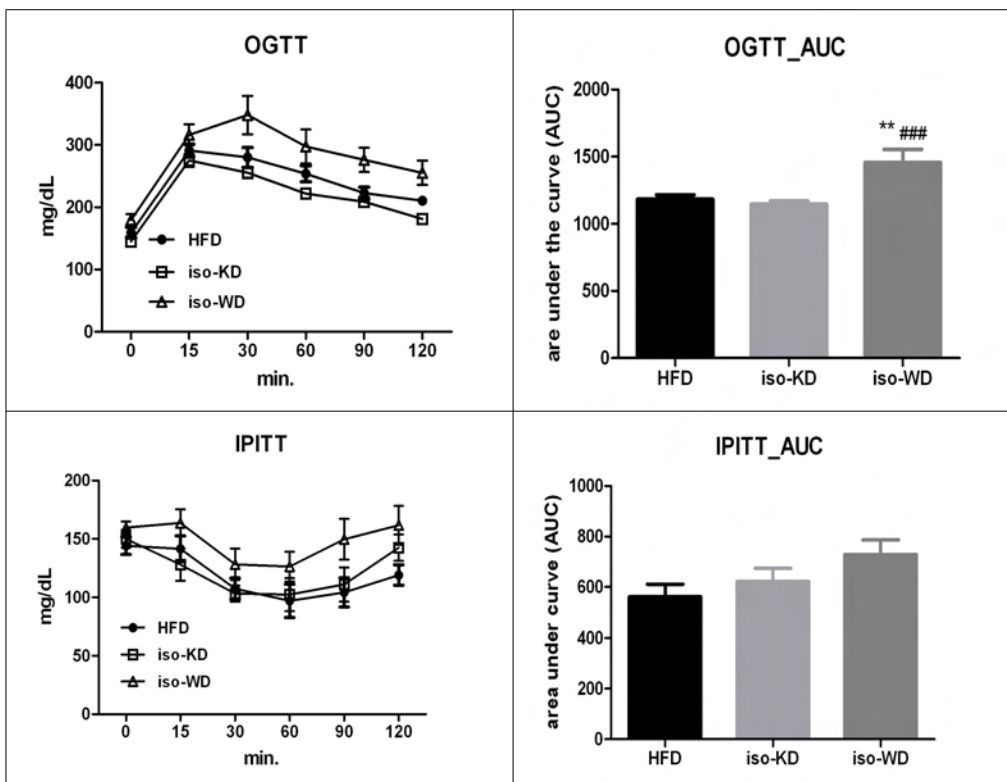 OGTT
400
300
200
100
0
mg/dL
HFD
iso-KD
iso-WD
0 15 30 60 90 120
min.
OGTT_AUC
2000
1500
1000
500
0
are under the curve (AUC)
** ###
HFD iso-KD iso-WD
IPITT
200
150
100
50
0
mg/dL
HFD
iso-KD
iso-WD
0 15 30 60 90 120
min.
IPITT_AUC
1000
800
600
400
200
0
area under curve (AUC)
HFD iso-KD iso-WD